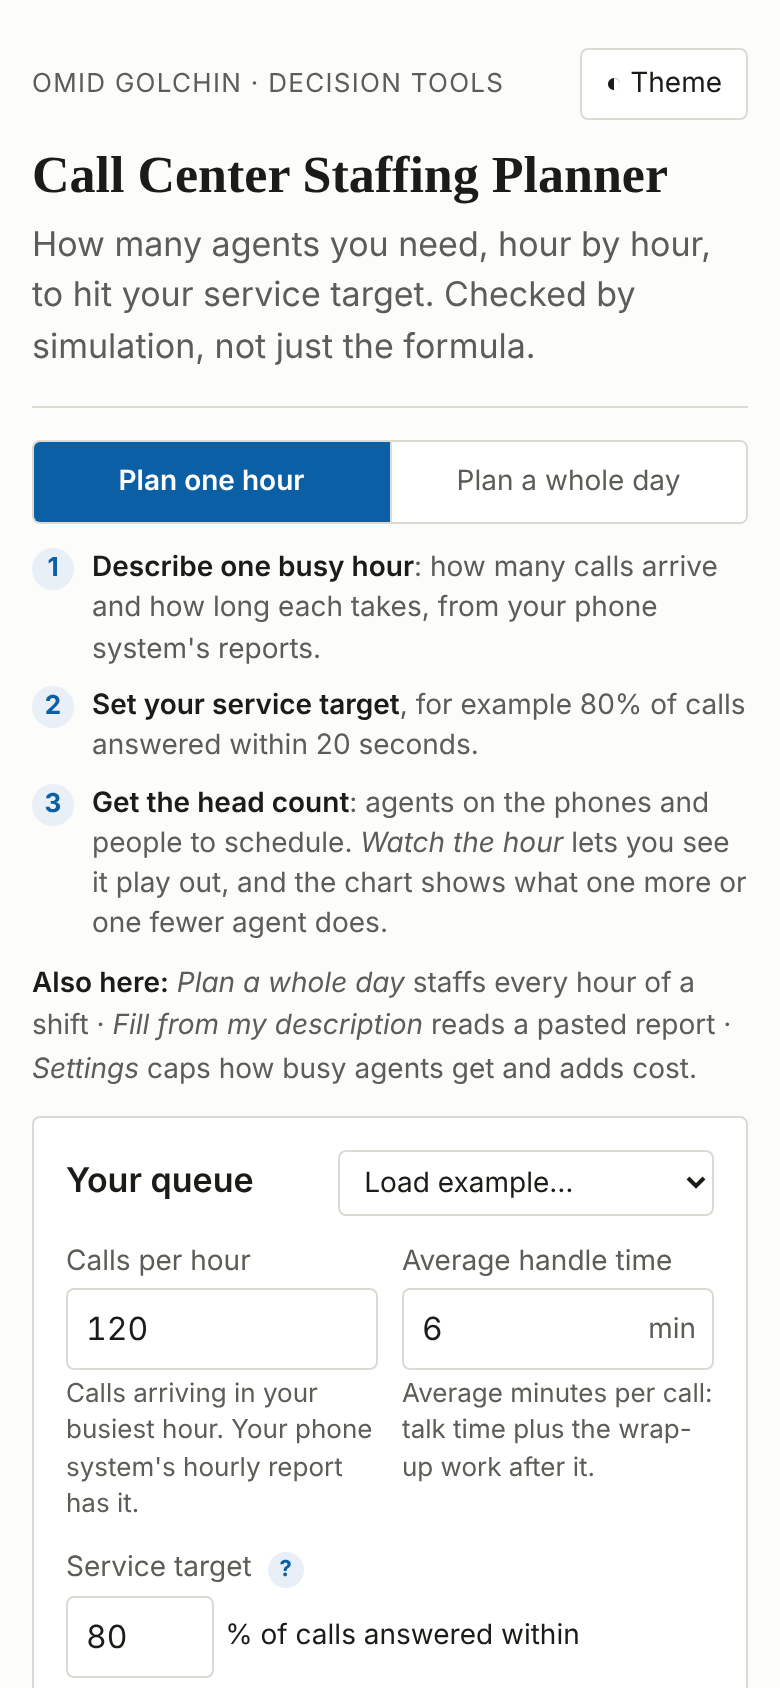 OMID GOLCHIN · DECISION TOOLS
Theme
Call Center Staffing Planner
How many agents you need, hour by hour,
to hit your service target. Checked by
simulation, not just the formula.
Plan one hour
Plan a whole day
1 Describe one busy hour: how many calls arrive
and how long each takes, from your phone
system's reports.
2 Set your service target, for example 80% of calls
answered within 20 seconds.
3 Get the head count: agents on the phones and
people to schedule. Watch the hour lets you see
it play out, and the chart shows what one more or
one fewer agent does.
Also here: Plan a whole day staffs every hour of a
shift · Fill from my description reads a pasted report ·
Settings caps how busy agents get and adds cost.
Your queue
Load example...
Calls per hour
120
Calls arriving in your
busiest hour. Your phone
system's hourly report
has it.
Average handle time
6 min
Average minutes per call:
talk time plus the wrap-
up work after it.
Service target ?
80 % of calls answered within